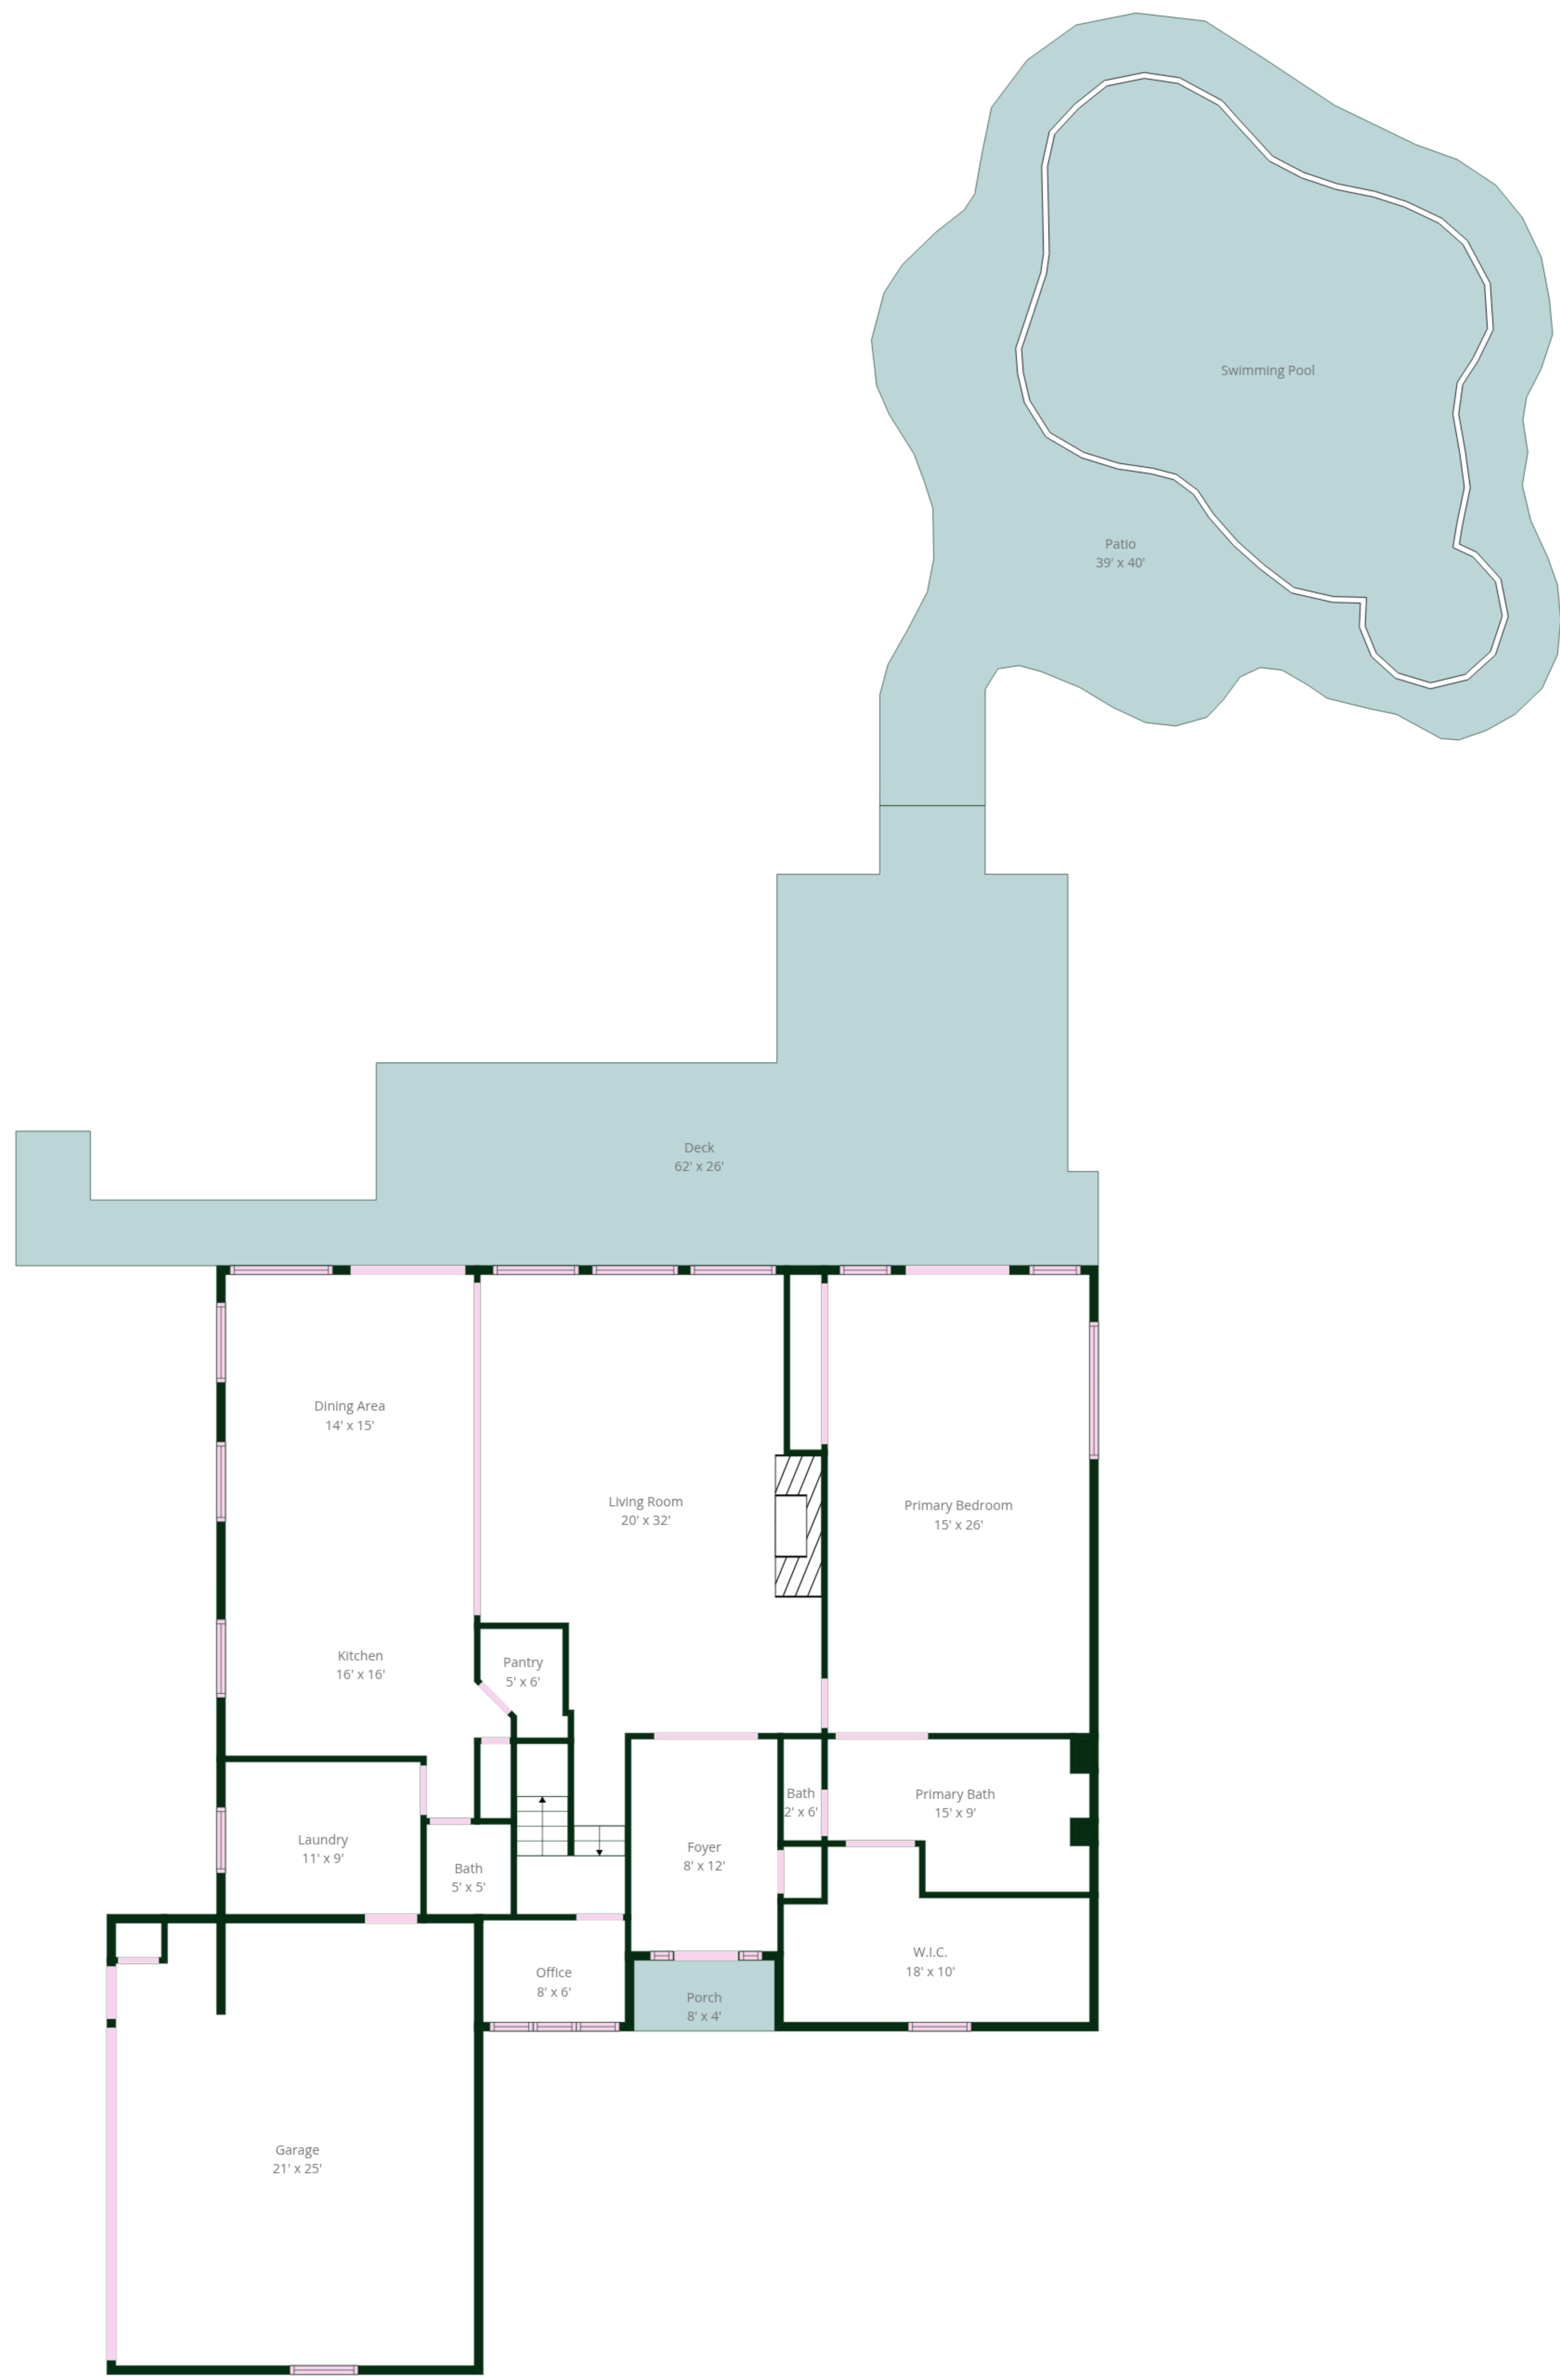 Swimming Pool
Patio
39' x 40'
Deck
62' x 26'
Dining Area
14' x 15'
Living Room
20' x 32'
Primary Bedroom
15' x 26'
Kitchen
16' x 16'
Pantry
5' x 6'
Bath
2' x 6'
Primary Bath
15' x 9'
Laundry
11' x 9'
Foyer
8' x 12'
Bath
5' x 5'
W.I.C.
18' x 10'
Office
8' x 6'
Porch
8' x 4'
Garage
21' x 25'